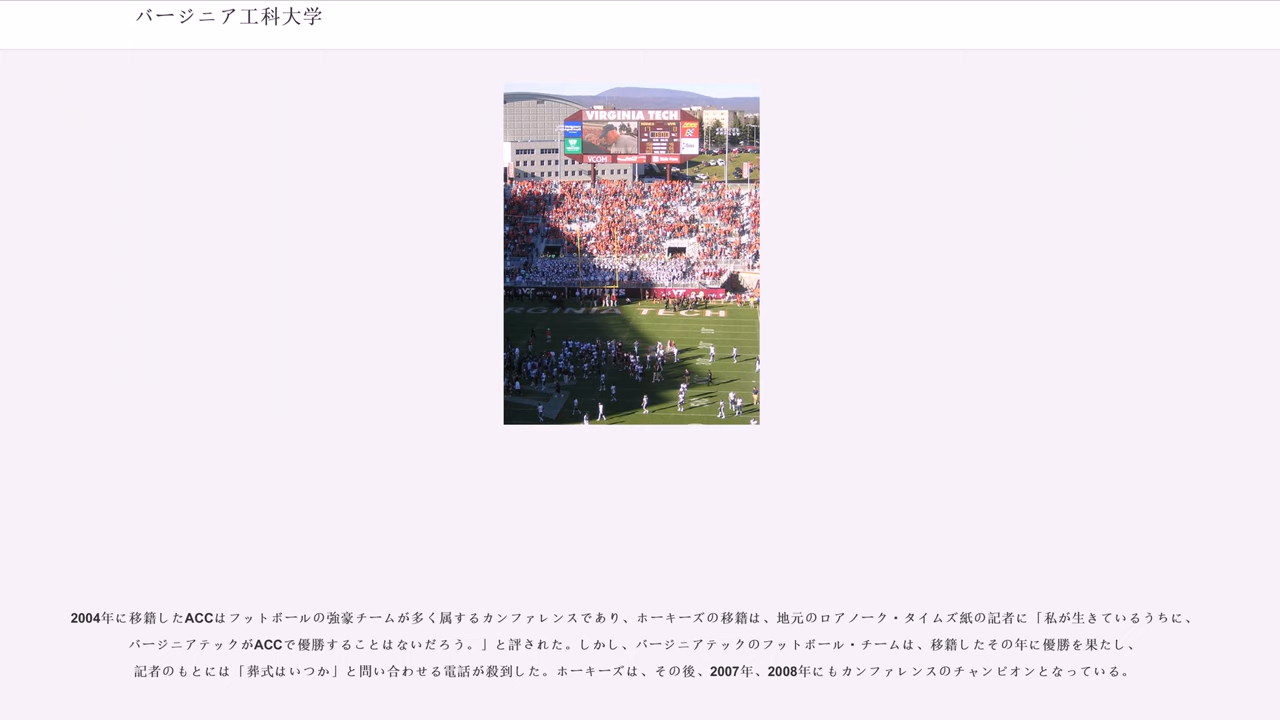 バージニア工科大学
VIRGINIA TECH
VCOM
TECH
2004年に移籍したACCはフットボールの強豪チームが多く属するカンファレンスであり、ホーキーズの移籍は、地元のロアノーク・タイムズ紙の記者に「私が生きているうちに、
バージニアテックがACCで優勝することはないだろう。」と評された。しかし、バージニアテックのフットボール・チームは、移籍したその年に優勝を果たし、
記者のもとには「葬式はいつか」と問い合わせる電話が殺到した。ホーキーズは、その後、2007年、2008年にもカンファレンスのチャンピオンとなっている。